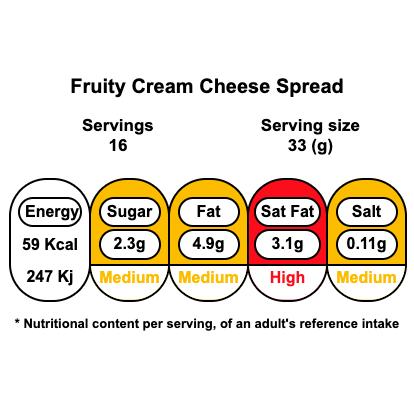 Fruity Cream Cheese Spread
Servings Serving size
16 33 (g)
Energy Sugar Fat Sat Fat Salt
59 Kcal 2.3g 4.9g 3.1g 0.11g
247 Kj Medium Medium High Medium
* Nutritional content per serving, of an adult's reference intake